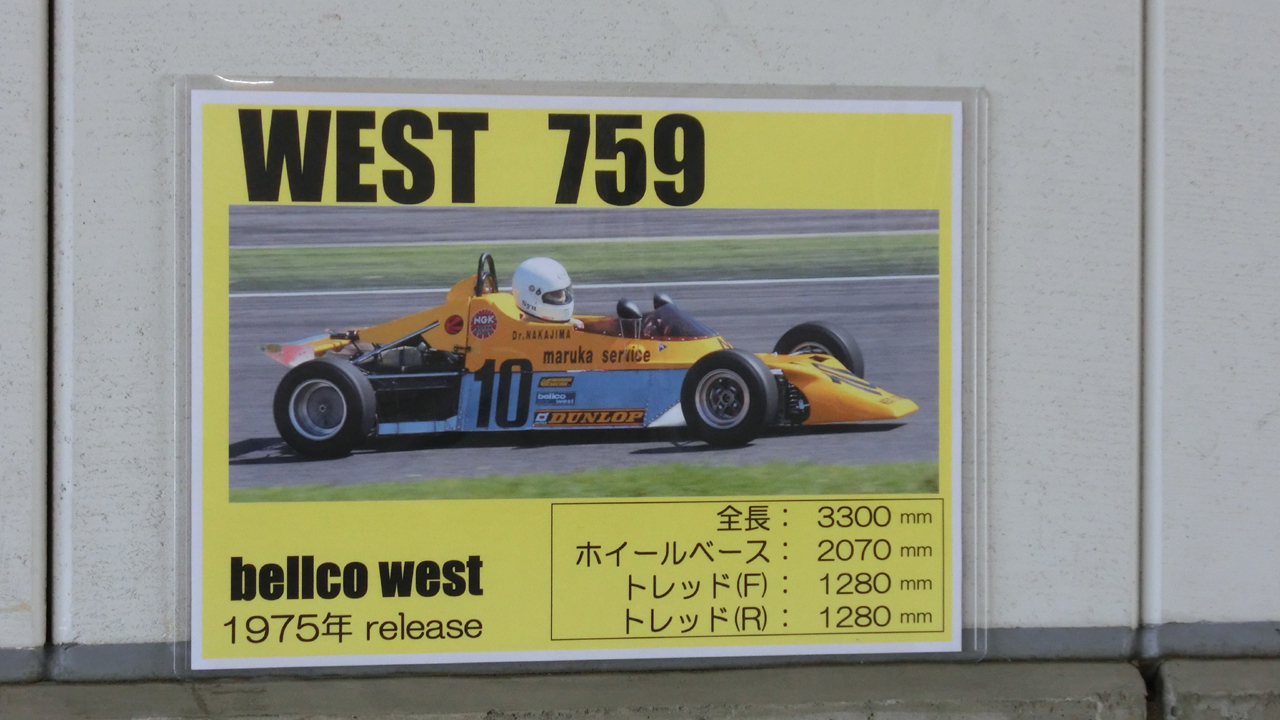 WEST 759
NGK
Dr.NAKAJIMA
maruka service
10
bellco west
DUNLOP
全長： 3300 mm
ホイールベース： 2070 mm
トレッド(F)： 1280 mm
トレッド(R)： 1280 mm
bellco west
1975年 release